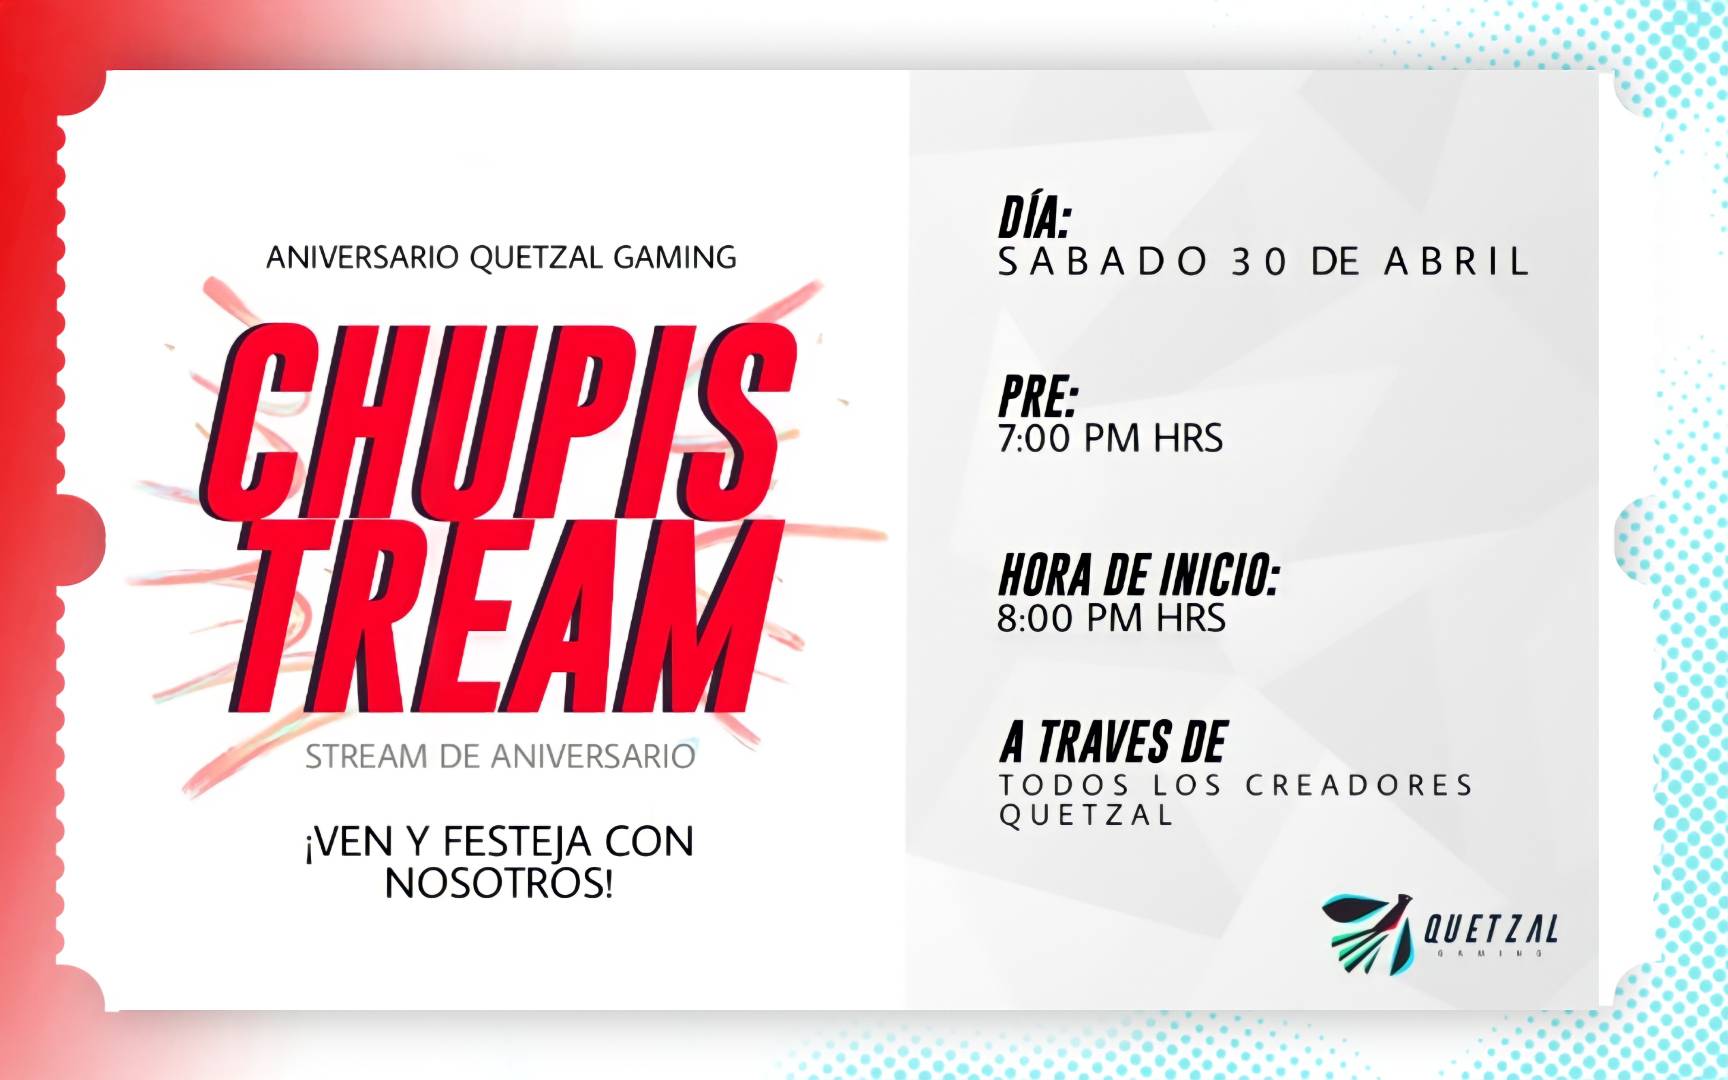 ANIVERSARIO QUETZAL GAMING
CHUPIS
TREAM
STREAM DE ANIVERSARIO
¡VEN Y FESTEJA CON
NOSOTROS!
DÍA:
SABADO 30 DE ABRIL
PRE:
7:00 PM HRS
HORA DE INICIO:
8:00 PM HRS
A TRAVES DE
TODOS LOS CREADORES
QUETZAL
QUETZAL
GAMING